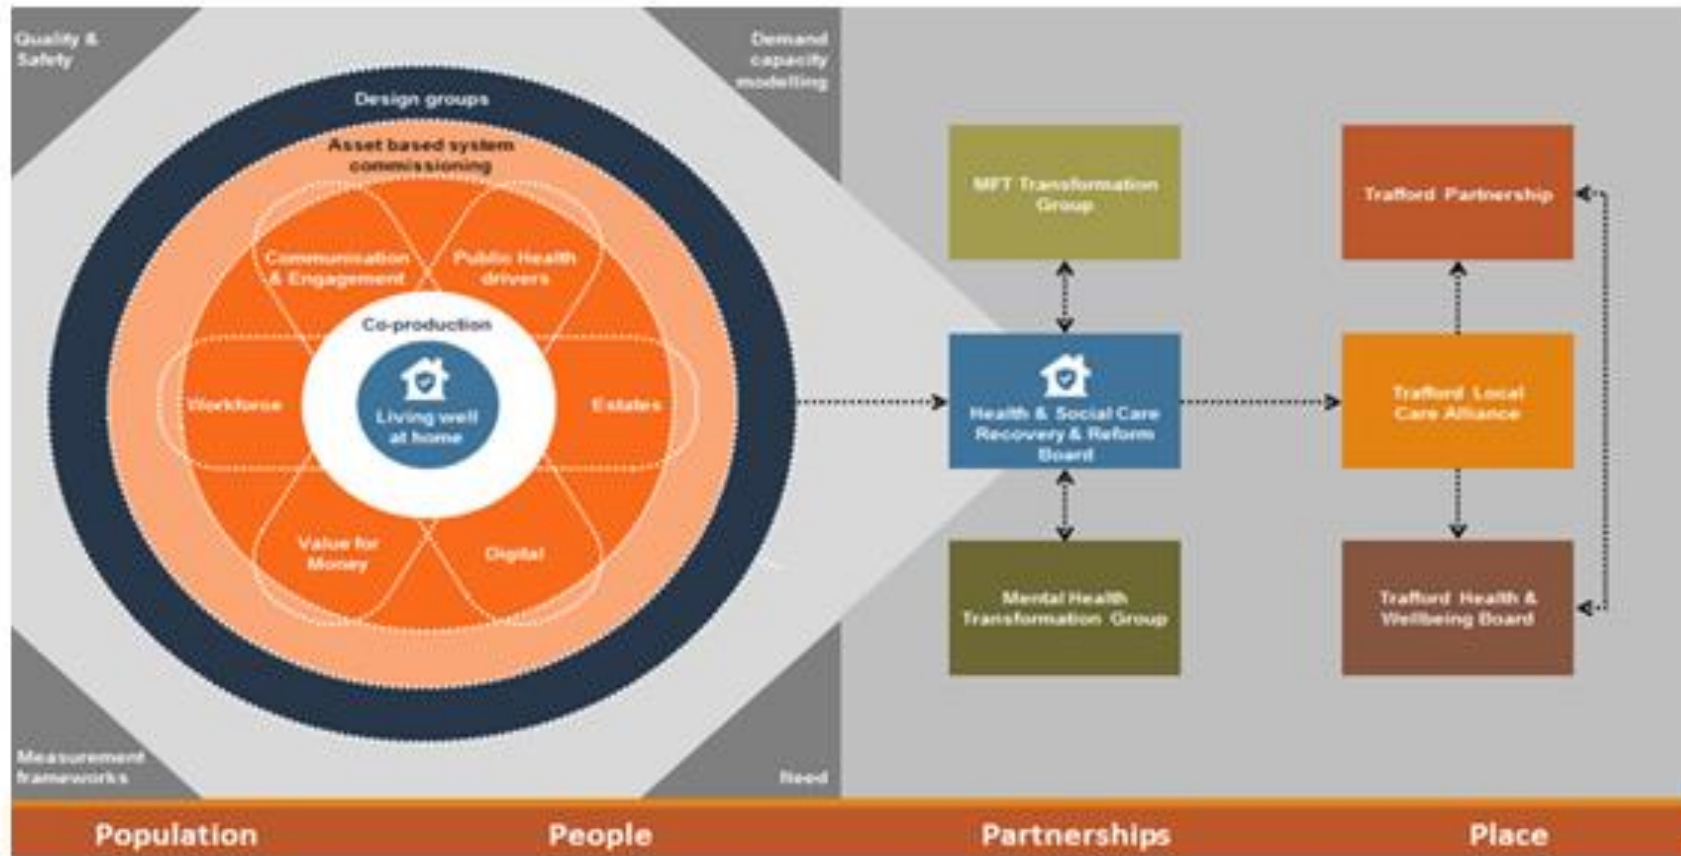 Quality &
Safety
Demand
capacity
modelling
Design groups
Asset based system
commissioning
Communication
& Engagement
Public Health
drivers
Co-production
Workforce
Living well
at home
Estates
Value for
Money
Digital
Measurement
frameworks
Need
MFT Transformation
Group
Trafford Partnership
Health & Social Care
Recovery & Reform
Board
Trafford Local
Care Alliance
Mental Health
Transformation Group
Trafford Health &
Wellbeing Board
Population
People
Partnerships
Place